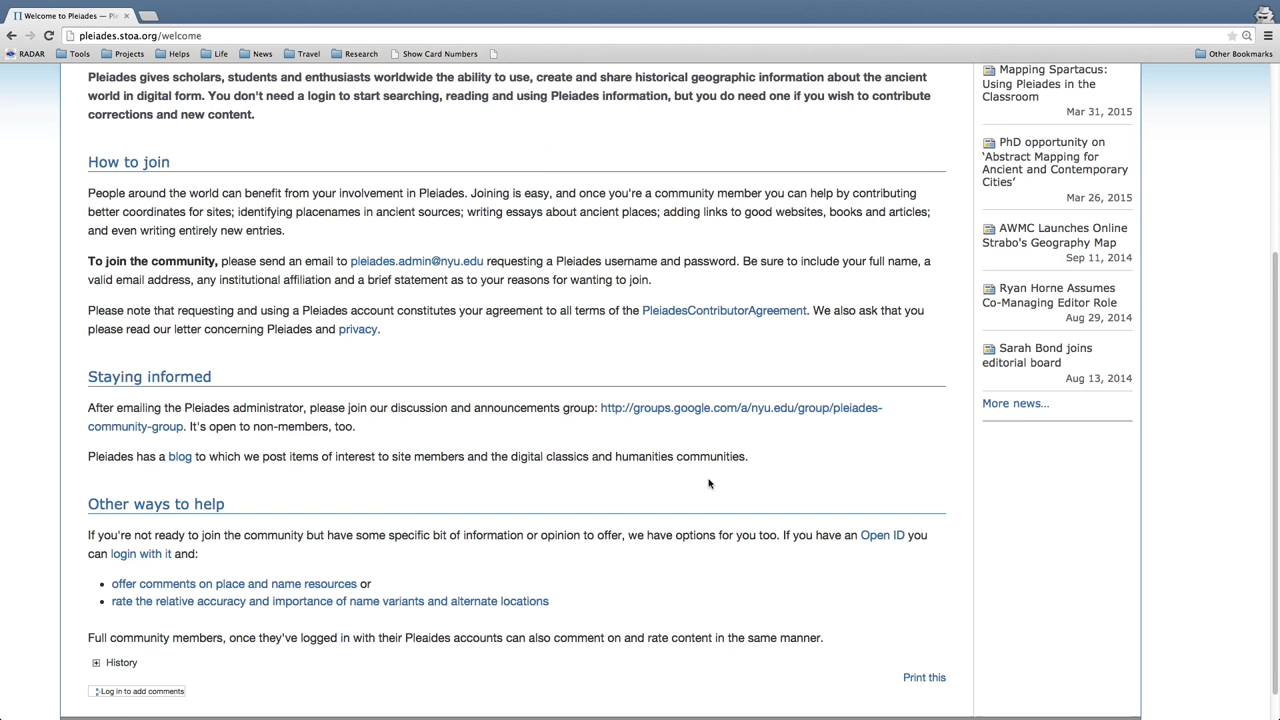 Welcome to Pleiades — Ple
pleiades.stoa.org/welcome
RADAR Tools Projects Helps Life News Travel Research Show Card Numbers Other Bookmarks
Pleiades gives scholars, students and enthusiasts worldwide the ability to use, create and share historical geographic information about the ancient
world in digital form. You don't need a login to start searching, reading and using Pleiades information, but you do need one if you wish to contribute
corrections and new content.
How to join
People around the world can benefit from your involvement in Pleiades. Joining is easy, and once you're a community member you can help by contributing
better coordinates for sites; identifying placenames in ancient sources; writing essays about ancient places; adding links to good websites, books and articles;
and even writing entirely new entries.
To join the community, please send an email to pleiades.admin@nyu.edu requesting a Pleiades username and password. Be sure to include your full name, a
valid email address, any institutional affiliation and a brief statement as to your reasons for wanting to join.
Please note that requesting and using a Pleiades account constitutes your agreement to all terms of the PleiadesContributorAgreement. We also ask that you
please read our letter concerning Pleiades and privacy.
Staying informed
After emailing the Pleiades administrator, please join our discussion and announcements group: http://groups.google.com/a/nyu.edu/group/pleiades-
community-group. It's open to non-members, too.
Pleiades has a blog to which we post items of interest to site members and the digital classics and humanities communities.
Other ways to help
If you're not ready to join the community but have some specific bit of information or opinion to offer, we have options for you too. If you have an Open ID you
can login with it and:
• offer comments on place and name resources or
• rate the relative accuracy and importance of name variants and alternate locations
Full community members, once they've logged in with their Pleaides accounts can also comment on and rate content in the same manner.
History
Print this
Log in to add comments
Mapping Spartacus:
Using Pleiades in the
Classroom
Mar 31, 2015
PhD opportunity on
‘Abstract Mapping for
Ancient and Contemporary
Cities’
Mar 26, 2015
AWMC Launches Online
Strabo's Geography Map
Sep 11, 2014
Ryan Horne Assumes
Co-Managing Editor Role
Aug 29, 2014
Sarah Bond joins
editorial board
Aug 13, 2014
More news...